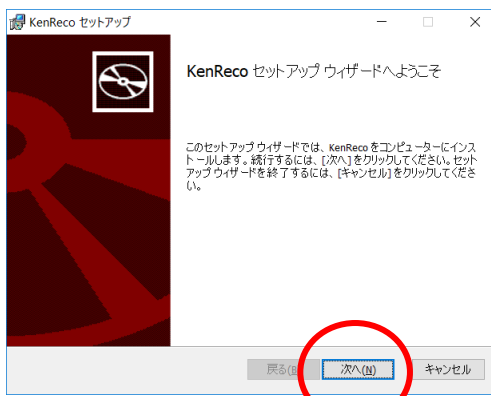 KenReco セットアップ
KenReco セットアップ ウィザードへようこそ
このセットアップ ウィザードでは、KenReco をコンピューターにインス
トールします。続行するには、[次へ] をクリックしてください。セット
アップ ウィザードを終了するには、[キャンセル] をクリックしてくださ
い。
戻る(B 次へ(N) キャンセル